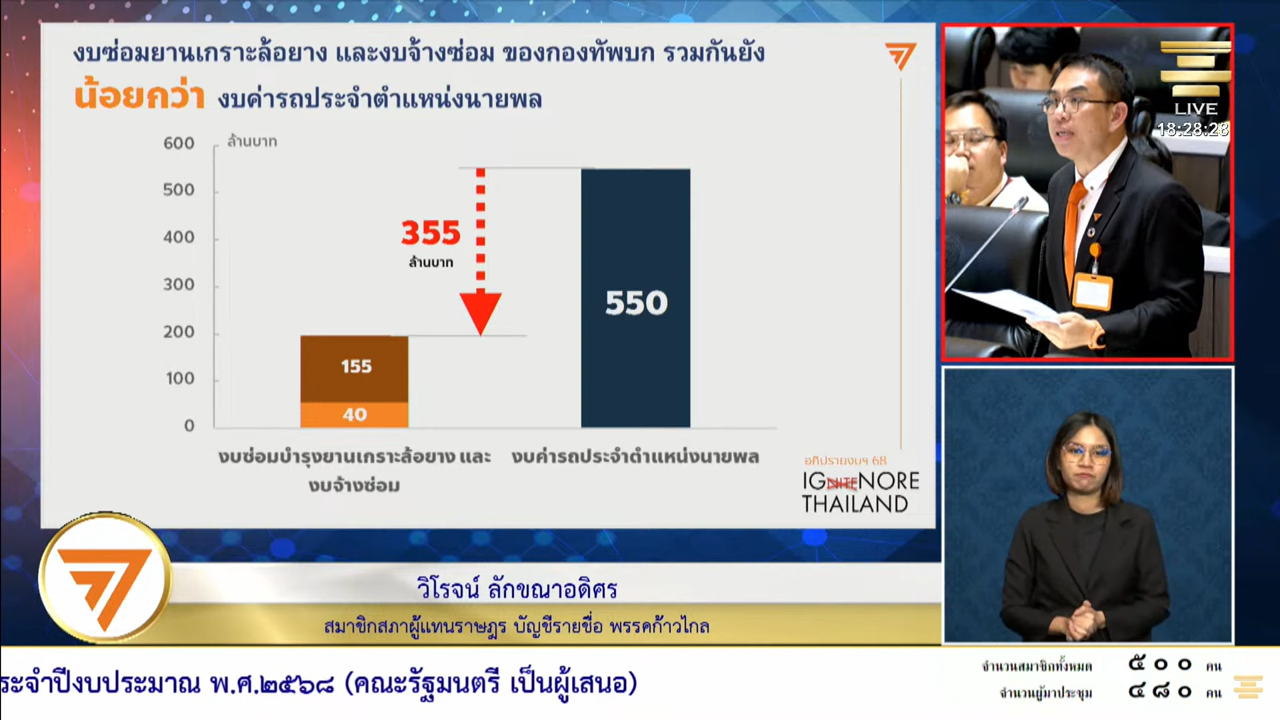 งบซ่อมยานเกราะล้อยาง และงบจ้างซ่อม ของกองทัพบก รวมกันยัง
น้อยกว่า งบค่ารถประจำตำแหน่งนายพล
600
ล้านบาท
500
400
300
200
100
0
355
ล้านบาท
155
40
550
งบซ่อมบำรุงยานเกราะล้อยาง และ
งบจ้างซ่อม
งบค่ารถประจำตำแหน่งนายพล
อภิปรายงบฯ 68
IGNITENORE
THAILAND
LIVE
18:28:28
วิโรจน์ ลักขณาอดิศร
สมาชิกสภาผู้แทนราษฎร บัญชีรายชื่อ พรรคก้าวไกล
ระจำปีงบประมาณ พ.ศ.๒๕๖๘ (คณะรัฐมนตรี เป็นผู้เสนอ)
จำนวนสมาชิกทั้งหมด ๕๐๐ คน
จำนวนผู้มาประชุม ๔๘๐ คน